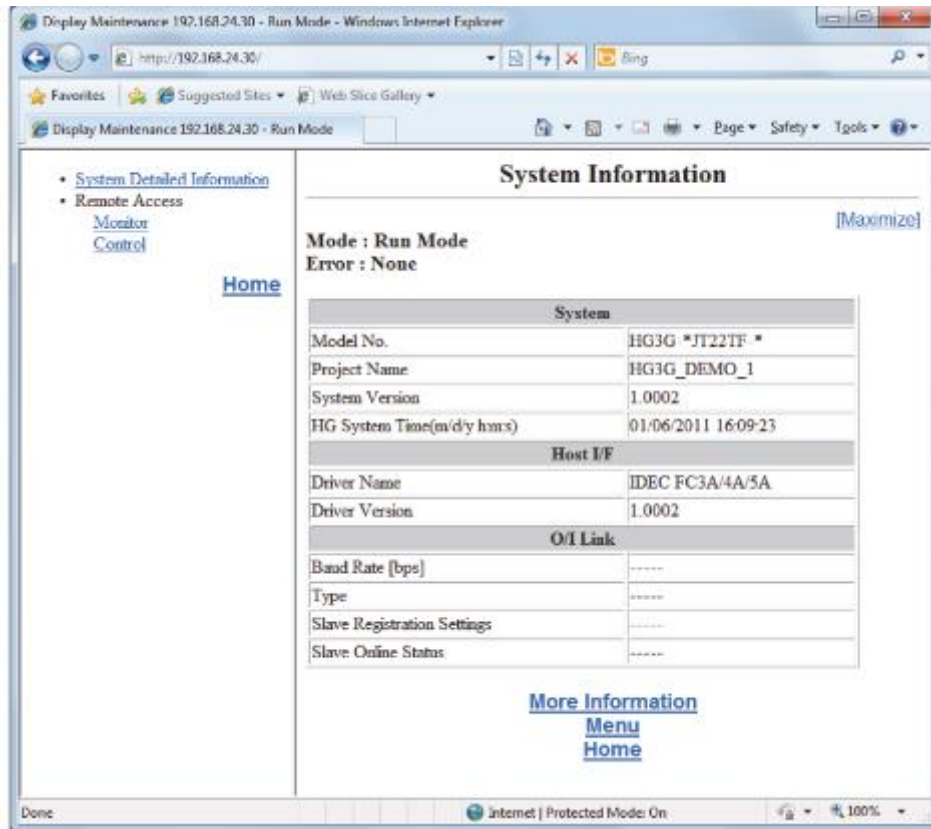 Display Maintenance 192.168.24.30 - Run Mode - Windows Internet Explorer
http://192.168.24.30/
Bing
Favorites Suggested Sites Web Slice Gallery
Display Maintenance 192.168.24.30 - Run Mode
Page Safety Tools
System Detailed Information
Remote Access
Monitor
Control
Home
System Information
[Maximize]
Mode : Run Mode
Error : None
System
Model No. HG3G-*JT22TF-*
Project Name HG3G_DEMO_1
System Version 1.0002
HG System Time(m/d/y h:m:s) 01/06/2011 16:09:23
Host I/F
Driver Name IDEC FC3A/4A/5A
Driver Version 1.0002
O/I Link
Baud Rate [bps] -----
Type -----
Slave Registration Settings -----
Slave Online Status -----
More Information
Menu
Home
Done
Internet | Protected Mode: On
100%